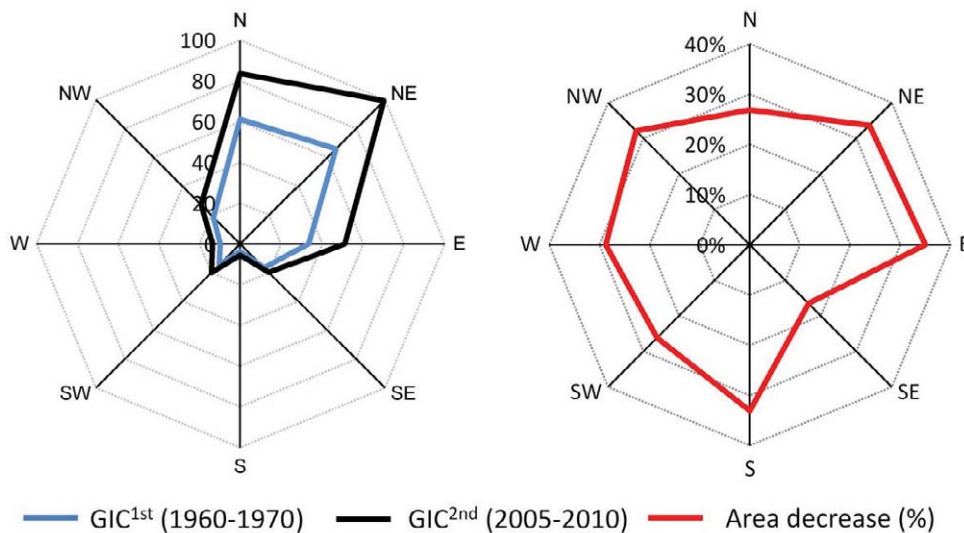 N
100
80
60
40
20
0
NE
E
SE
S
SW
W
NW
N
40%
30%
20%
10%
0%
NE
E
SE
S
SW
W
NW
GIC1st (1960-1970) GIC2nd (2005-2010) Area decrease (%)